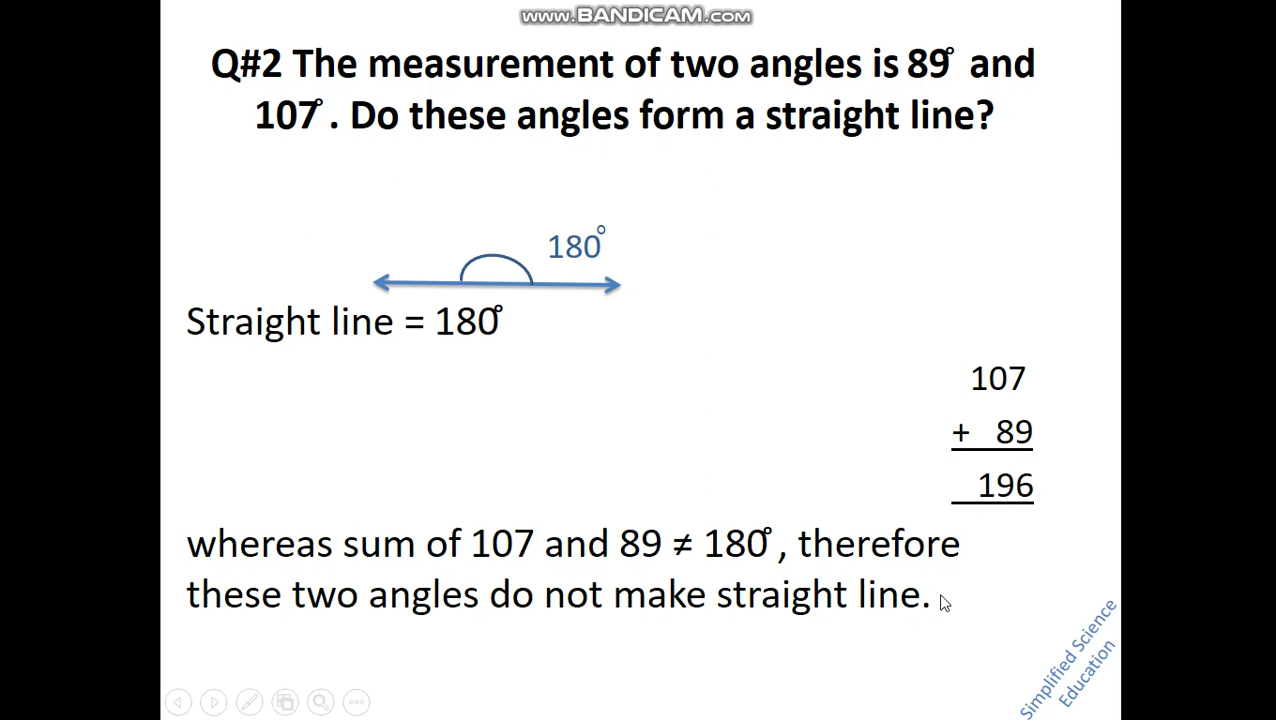 www.BANDICAM.com
Q#2 The measurement of two angles is 89° and
107°. Do these angles form a straight line?
180°
Straight line = 180°
107
+ 89
196
whereas sum of 107 and 89 ≠ 180°, therefore
these two angles do not make straight line.
Simplified Science
Education